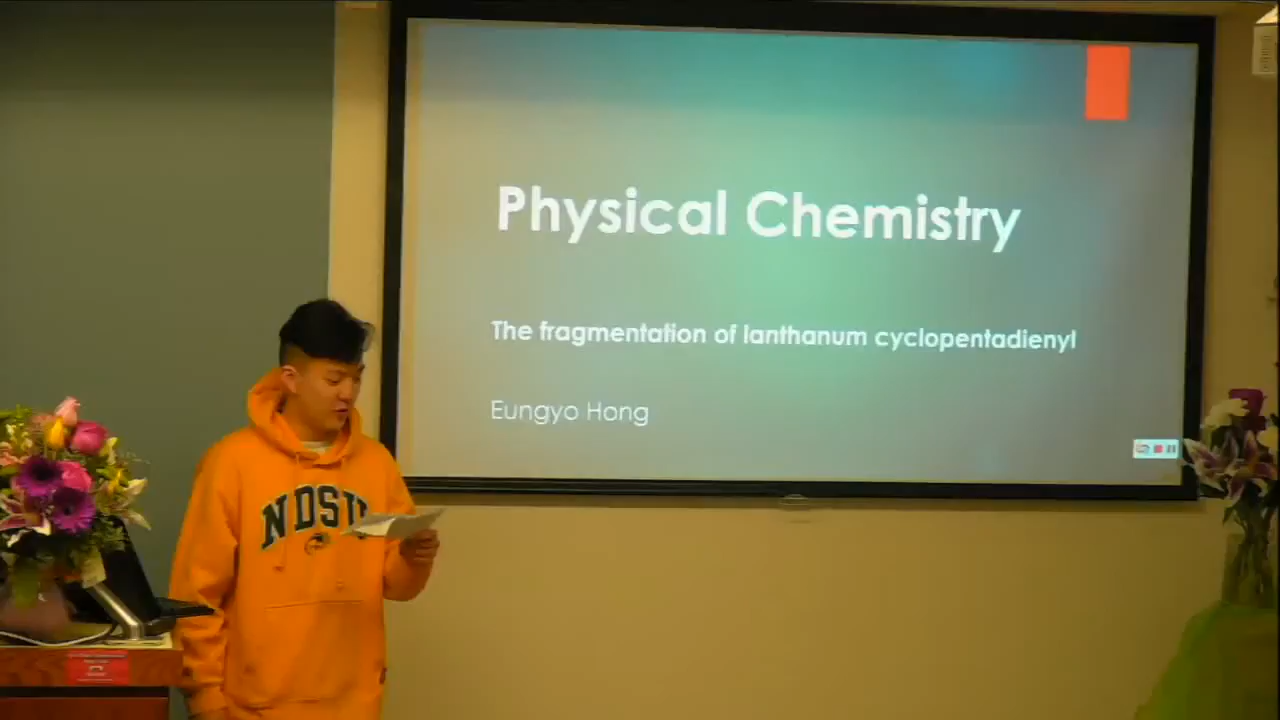 Physical Chemistry
The fragmentation of lanthanum cyclopentadienyl
Eungyo Hong
NDSU